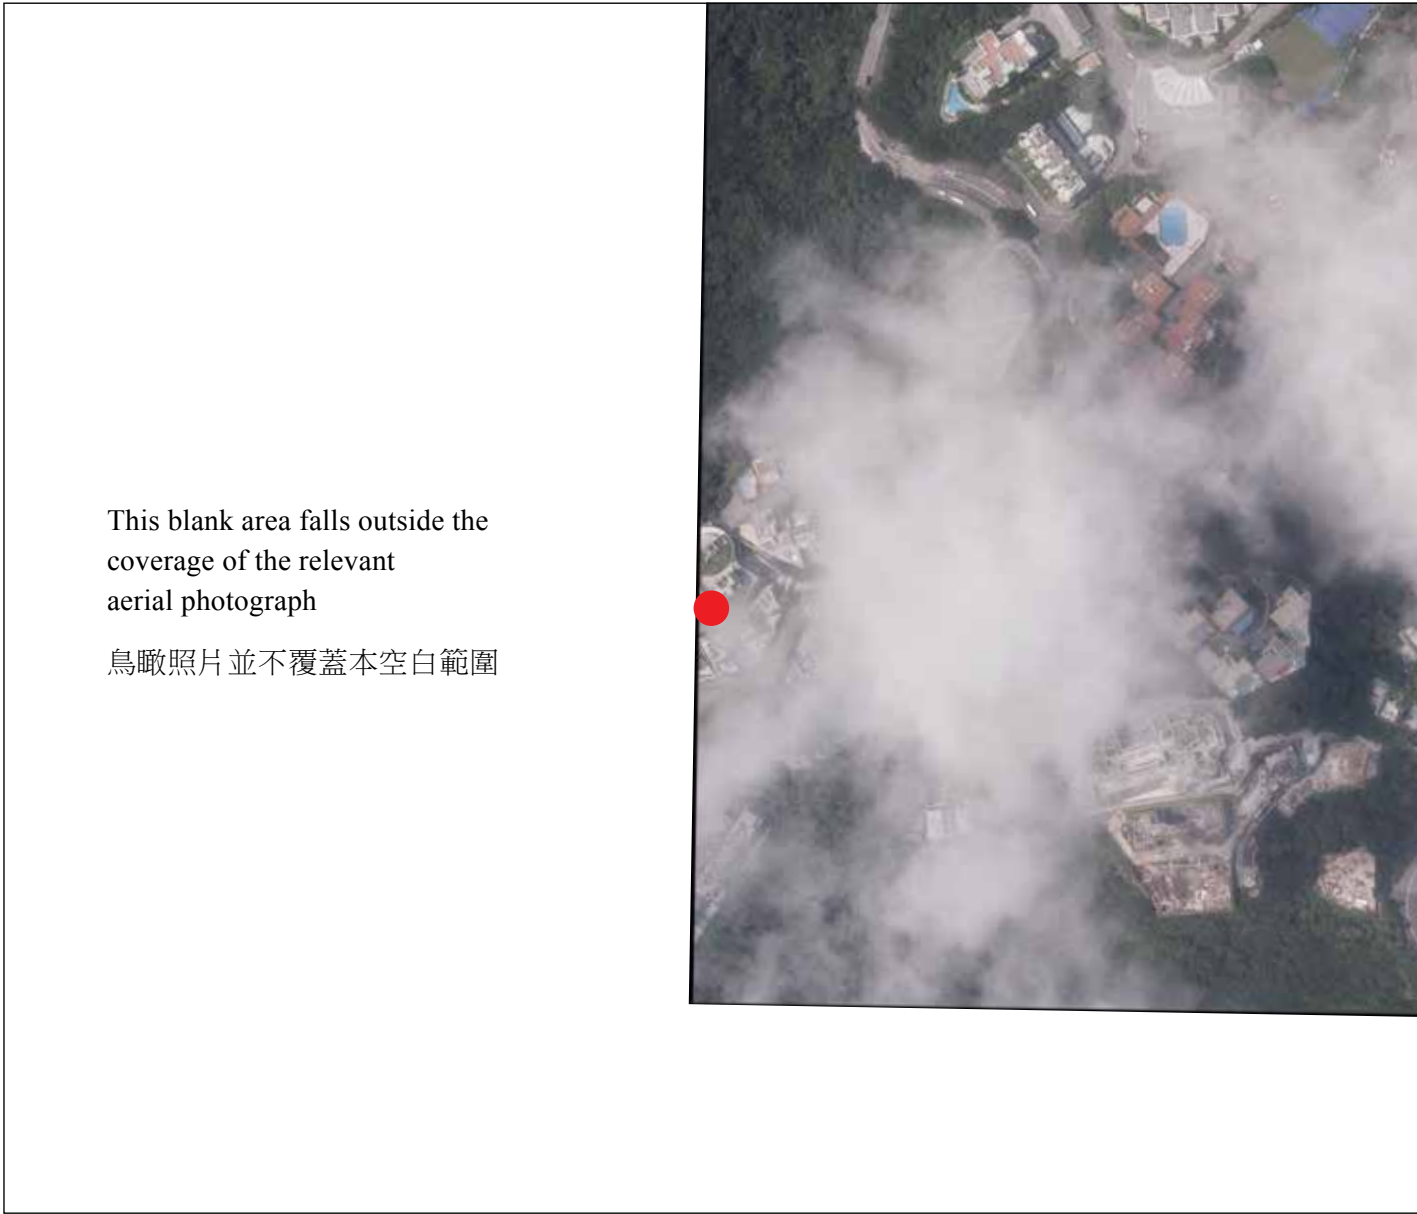 This blank area falls outside the
coverage of the relevant
aerial photograph
鳥瞰照片並不覆蓋本空白範圍